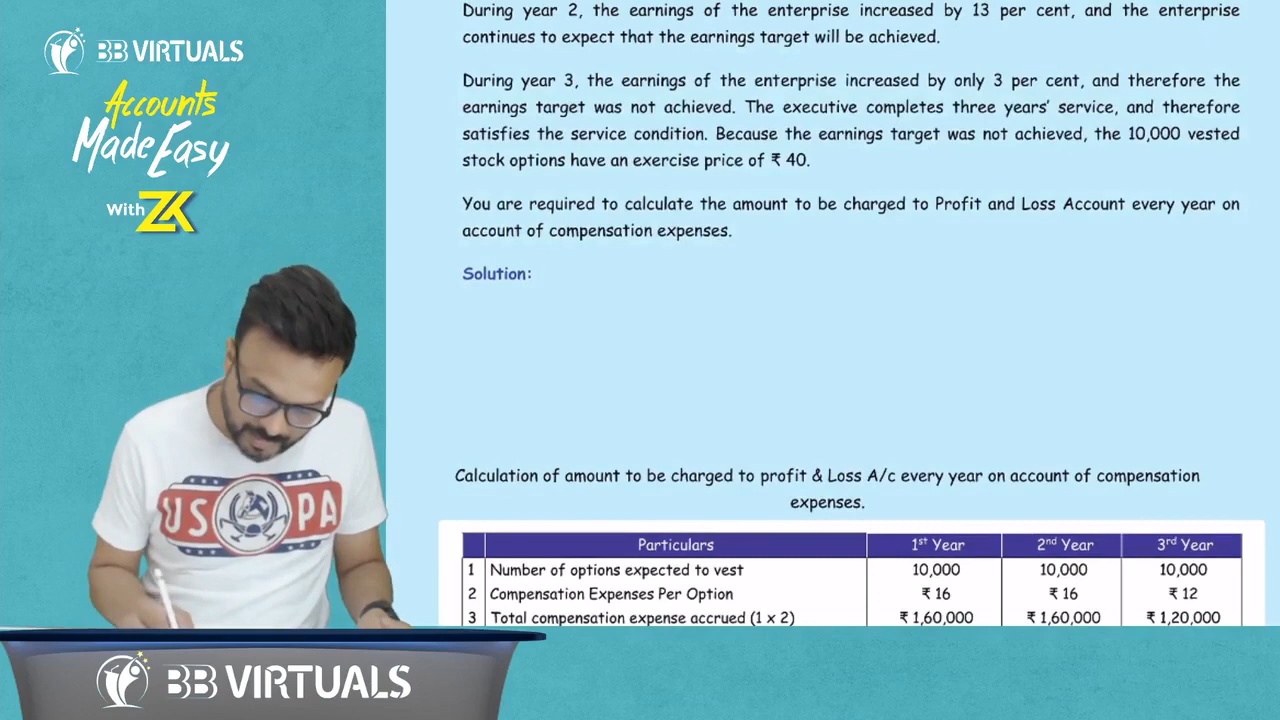 BB VIRTUALS
Accounts
Made Easy
With ZK
During year 2, the earnings of the enterprise increased by 13 per cent, and the enterprise
continues to expect that the earnings target will be achieved.
During year 3, the earnings of the enterprise increased by only 3 per cent, and therefore the
earnings target was not achieved. The executive completes three years' service, and therefore
satisfies the service condition. Because the earnings target was not achieved, the 10,000 vested
stock options have an exercise price of ₹ 40.
You are required to calculate the amount to be charged to Profit and Loss Account every year on
account of compensation expenses.
Solution:
Calculation of amount to be charged to profit & Loss A/c every year on account of compensation
expenses.
Particulars 1st Year 2nd Year 3rd Year
1 Number of options expected to vest 10,000 10,000 10,000
2 Compensation Expenses Per Option ₹ 16 ₹ 16 ₹ 12
3 Total compensation expense accrued (1 x 2) ₹ 1,60,000 ₹ 1,60,000 ₹ 1,20,000
US PA
BB VIRTUALS